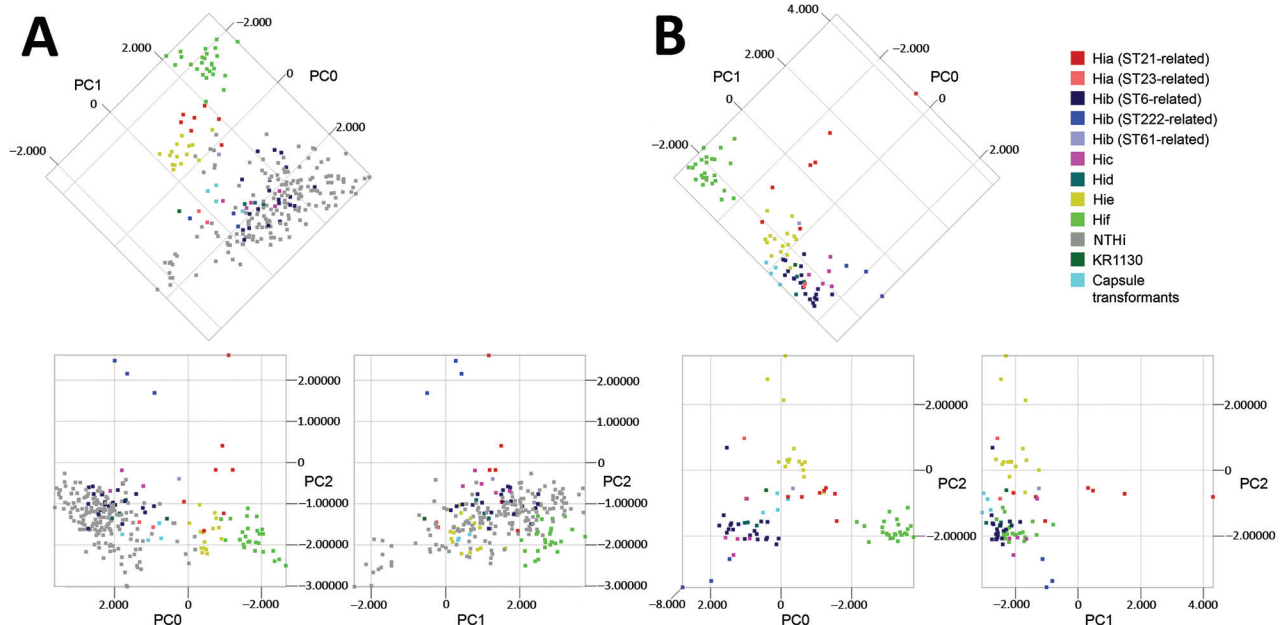 A
−2.000
2.000
PC0
PC1
0
0
2.000
−2.000
B
4.000
−2.000
2.000
PC0
PC1
0
0
2.000
−2.000
Hia (ST21-related)
Hia (ST23-related)
Hib (ST6-related)
Hib (ST222-related)
Hib (ST61-related)
Hic
Hid
Hie
Hif
NTHi
KR1130
Capsule
transformants
2.00000
1.00000
0
PC2
−1.00000
−2.00000
−3.00000
2.000
0
−2.000
PC0
2.00000
1.00000
0
PC2
−1.00000
−2.00000
−3.00000
−2.000
0
2.000
PC1
2.00000
0
PC2
−2.00000
−8.000
2.000
0
−2.000
PC0
2.00000
0
PC2
−2.00000
−2.000
0
2.000
4.000
PC1